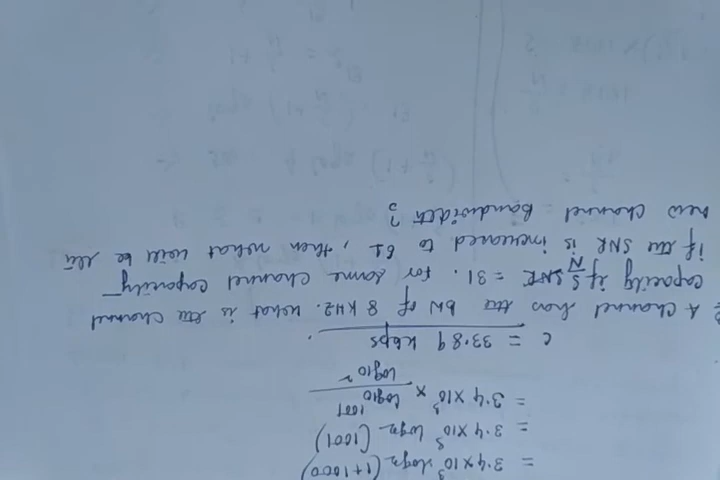 = 3.4 x 10³ log₂ (1+1000)
= 3.4 x 10³ log₂ (1001)
= 3.4 x 10³ x log10 1001 / log10 2
C = 33.89 kbps
A channel has the BW of 8 KHz. What is the channel
capacity if S/N SNR = 31. For same channel capacity
if the SNR is increased to 61, then what will be the
new channel Bandwidth ?